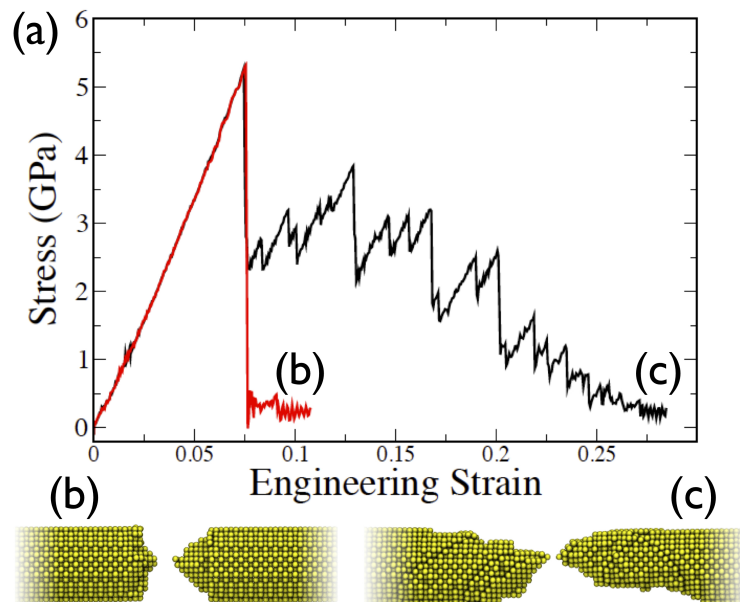 (a)
6
5
4
3
2
1
0
Stress (GPa)
(b)
(c)
0 0.05 0.1 0.15 0.2 0.25
Engineering Strain
(b)
(c)